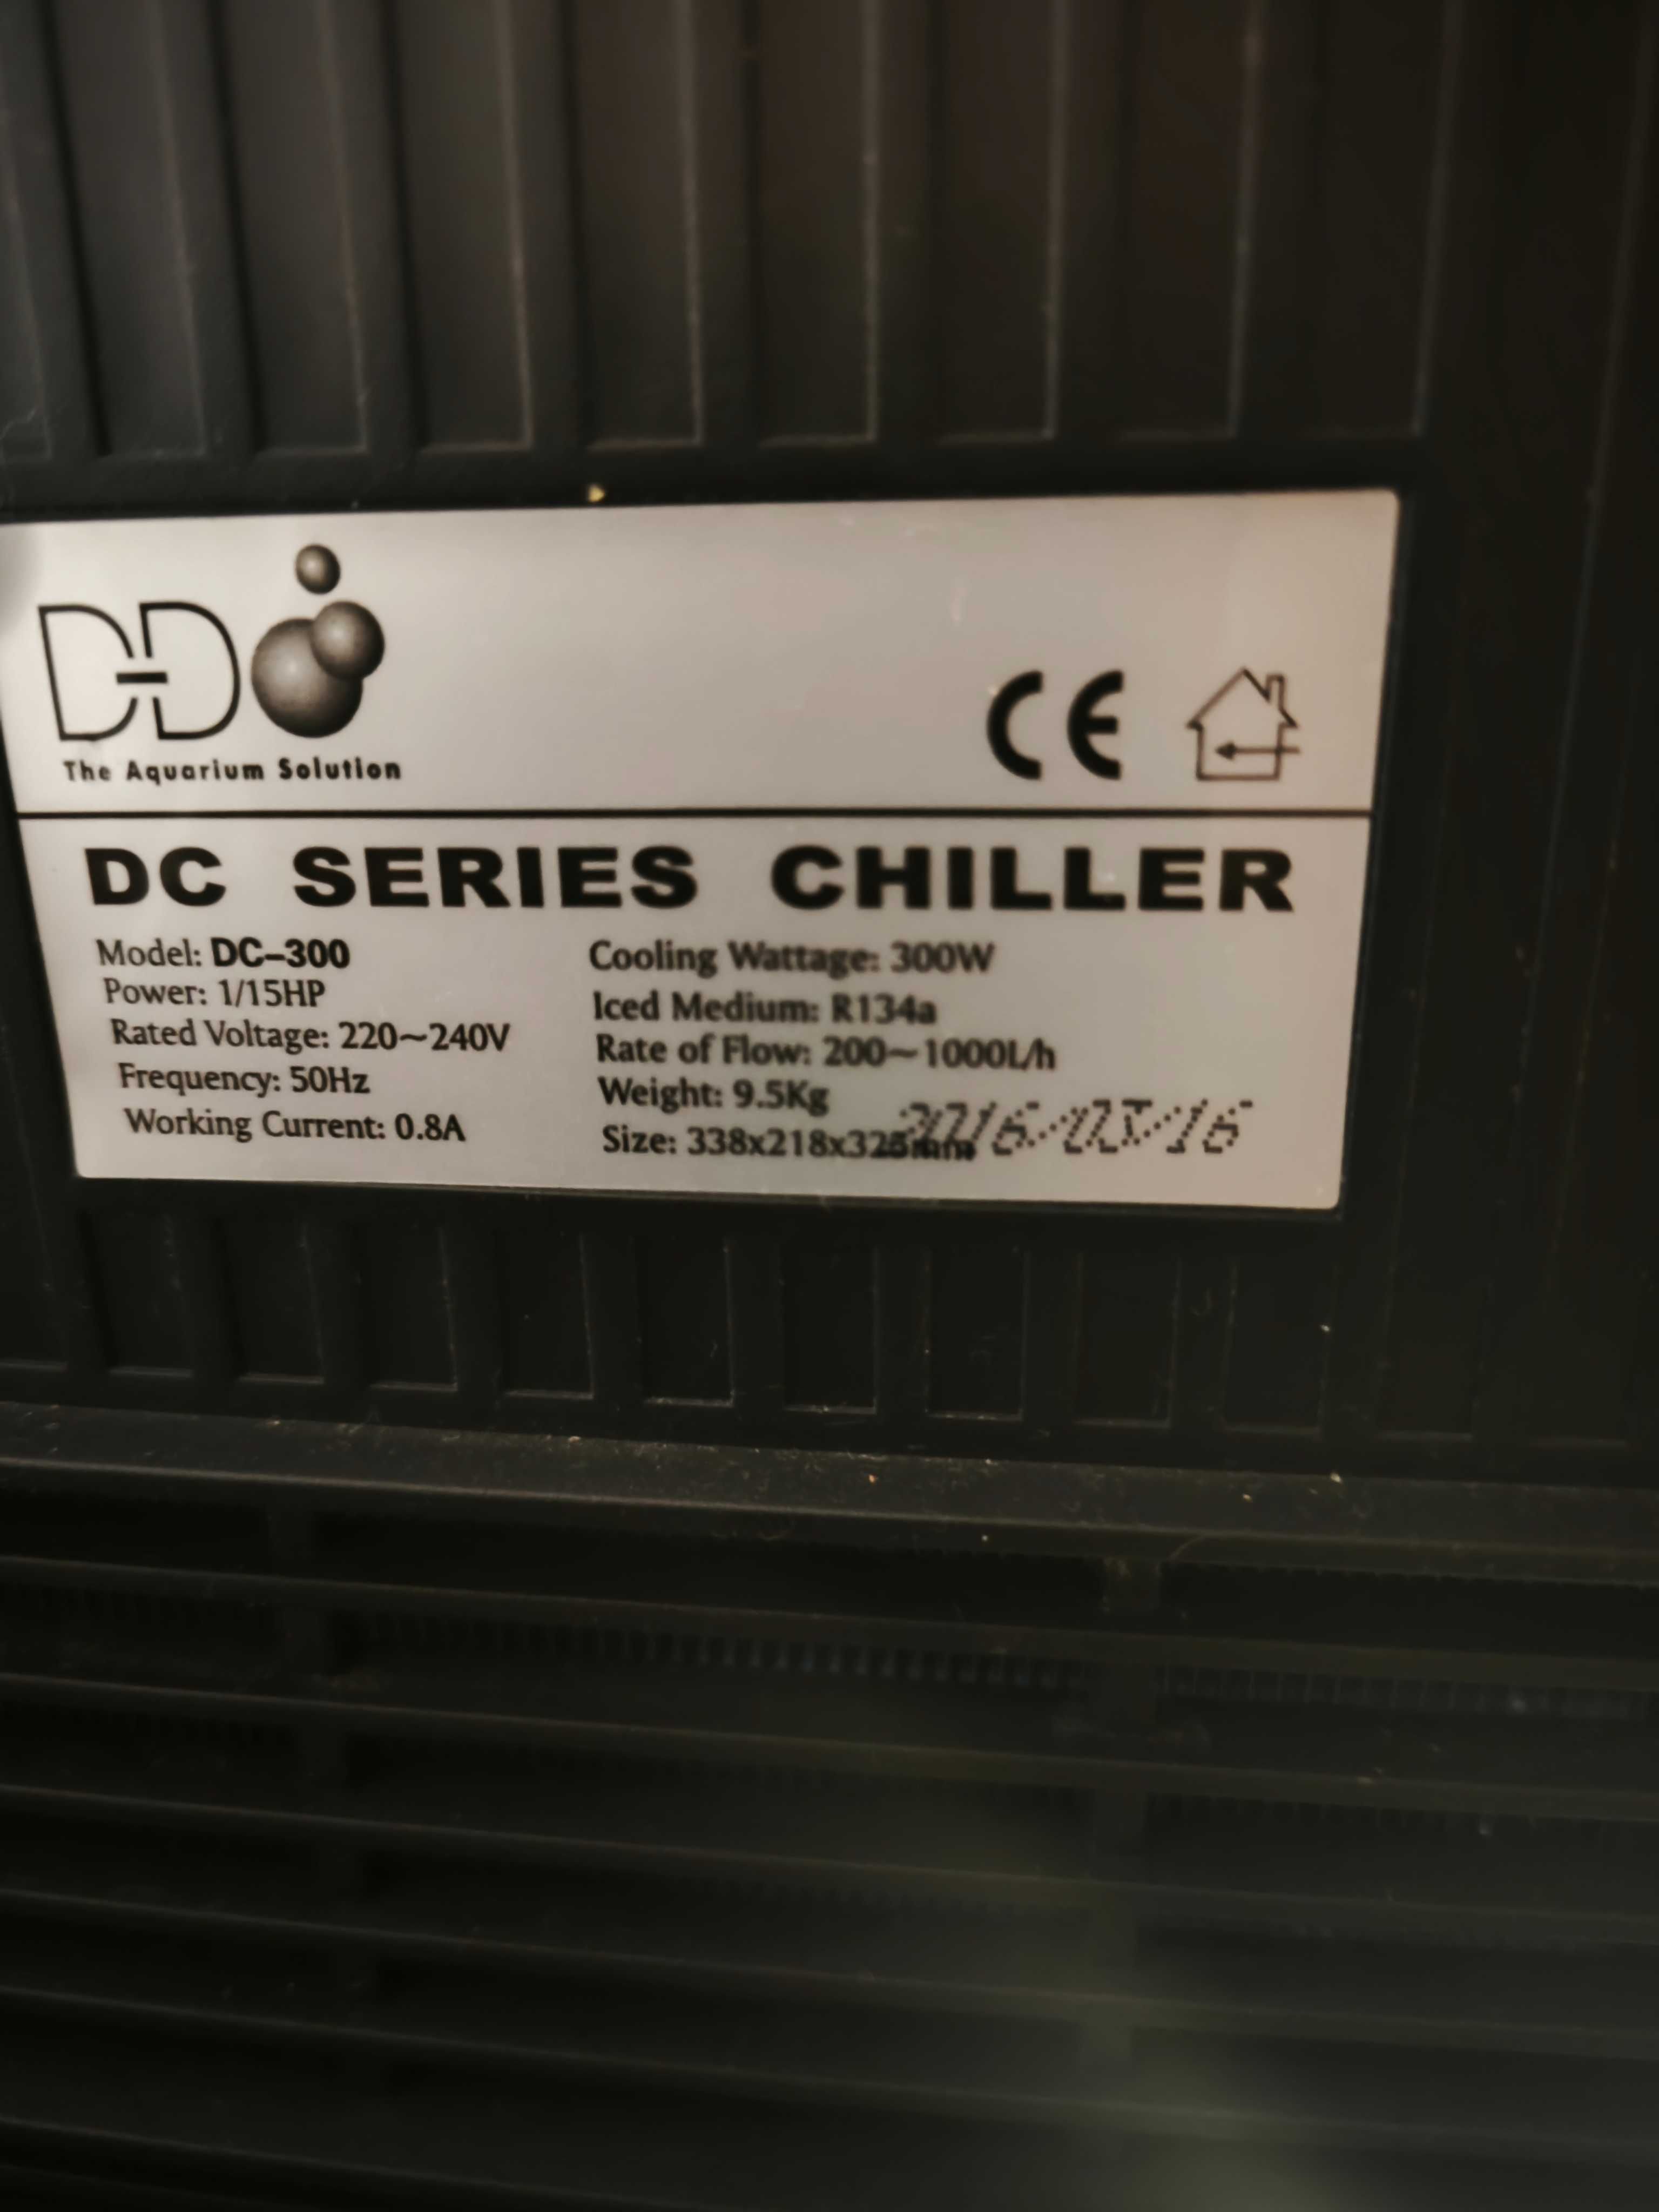 D-D
The Aquarium Solution
CE
DC SERIES CHILLER
Model: DC-300
Power: 1/15HP
Rated Voltage: 220~240V
Frequency: 50Hz
Working Current: 0.8A
Cooling Wattage: 300W
Iced Medium: R134a
Rate of Flow: 200~1000L/h
Weight: 9.5Kg
Size: 338x218x325mm